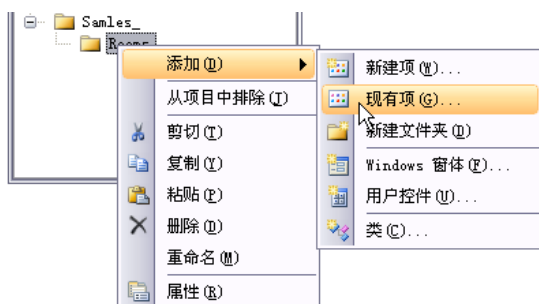 Samles_
Rooms
添加(D)
从项目中排除(J)
剪切(T)
复制(Y)
粘贴(P)
删除(D)
重命名(M)
属性(R)
新建项(W)...
现有项(G)...
新建文件夹(D)
Windows 窗体(F)...
用户控件(U)...
类(C)...